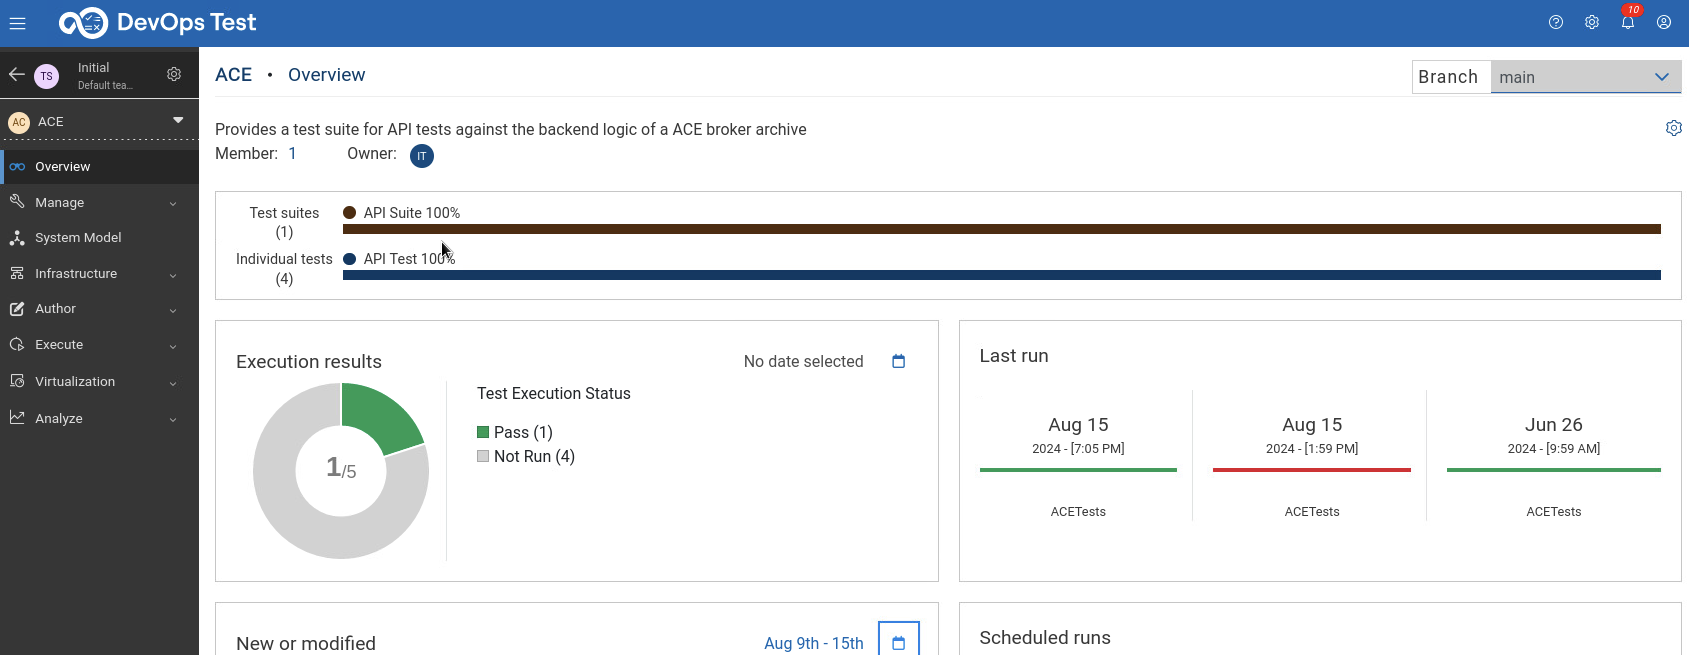 DevOps Test
10
TS
Initial
Default tea...
AC
ACE
Overview
Manage
System Model
Infrastructure
Author
Execute
Virtualization
Analyze
ACE • Overview
Branch
main
Provides a test suite for API tests against the backend logic of a ACE broker archive
Member: 1 Owner: IT
Test suites
(1)
API Suite 100%
Individual tests
(4)
API Test 100%
Execution results
No date selected
1/5
Test Execution Status
Pass (1)
Not Run (4)
Last run
Aug 15
2024 - [7:05 PM]
ACETests
Aug 15
2024 - [1:59 PM]
ACETests
Jun 26
2024 - [9:59 AM]
ACETests
New or modified
Aug 9th - 15th
Scheduled runs